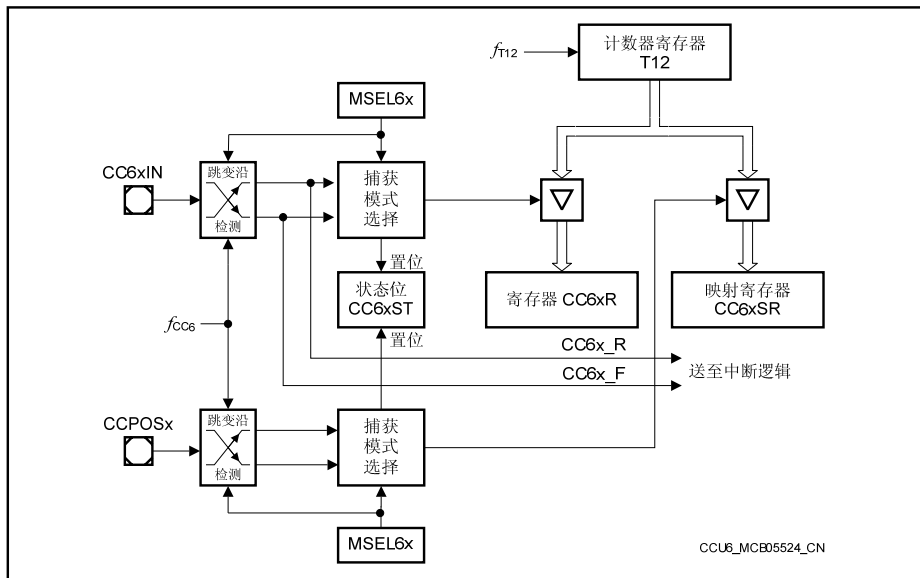 fT12
计数器寄存器
T12
MSEL6x
CC6xIN
跳变沿
检测
捕获
模式
选择
置位
状态位
CC6xST
寄存器 CC6xR
映射寄存器
CC6xSR
fCC6
置位
CC6x_R
CC6x_F
送至中断逻辑
CCPOSx
跳变沿
检测
捕获
模式
选择
MSEL6x
CCU6_MCB05524_CN